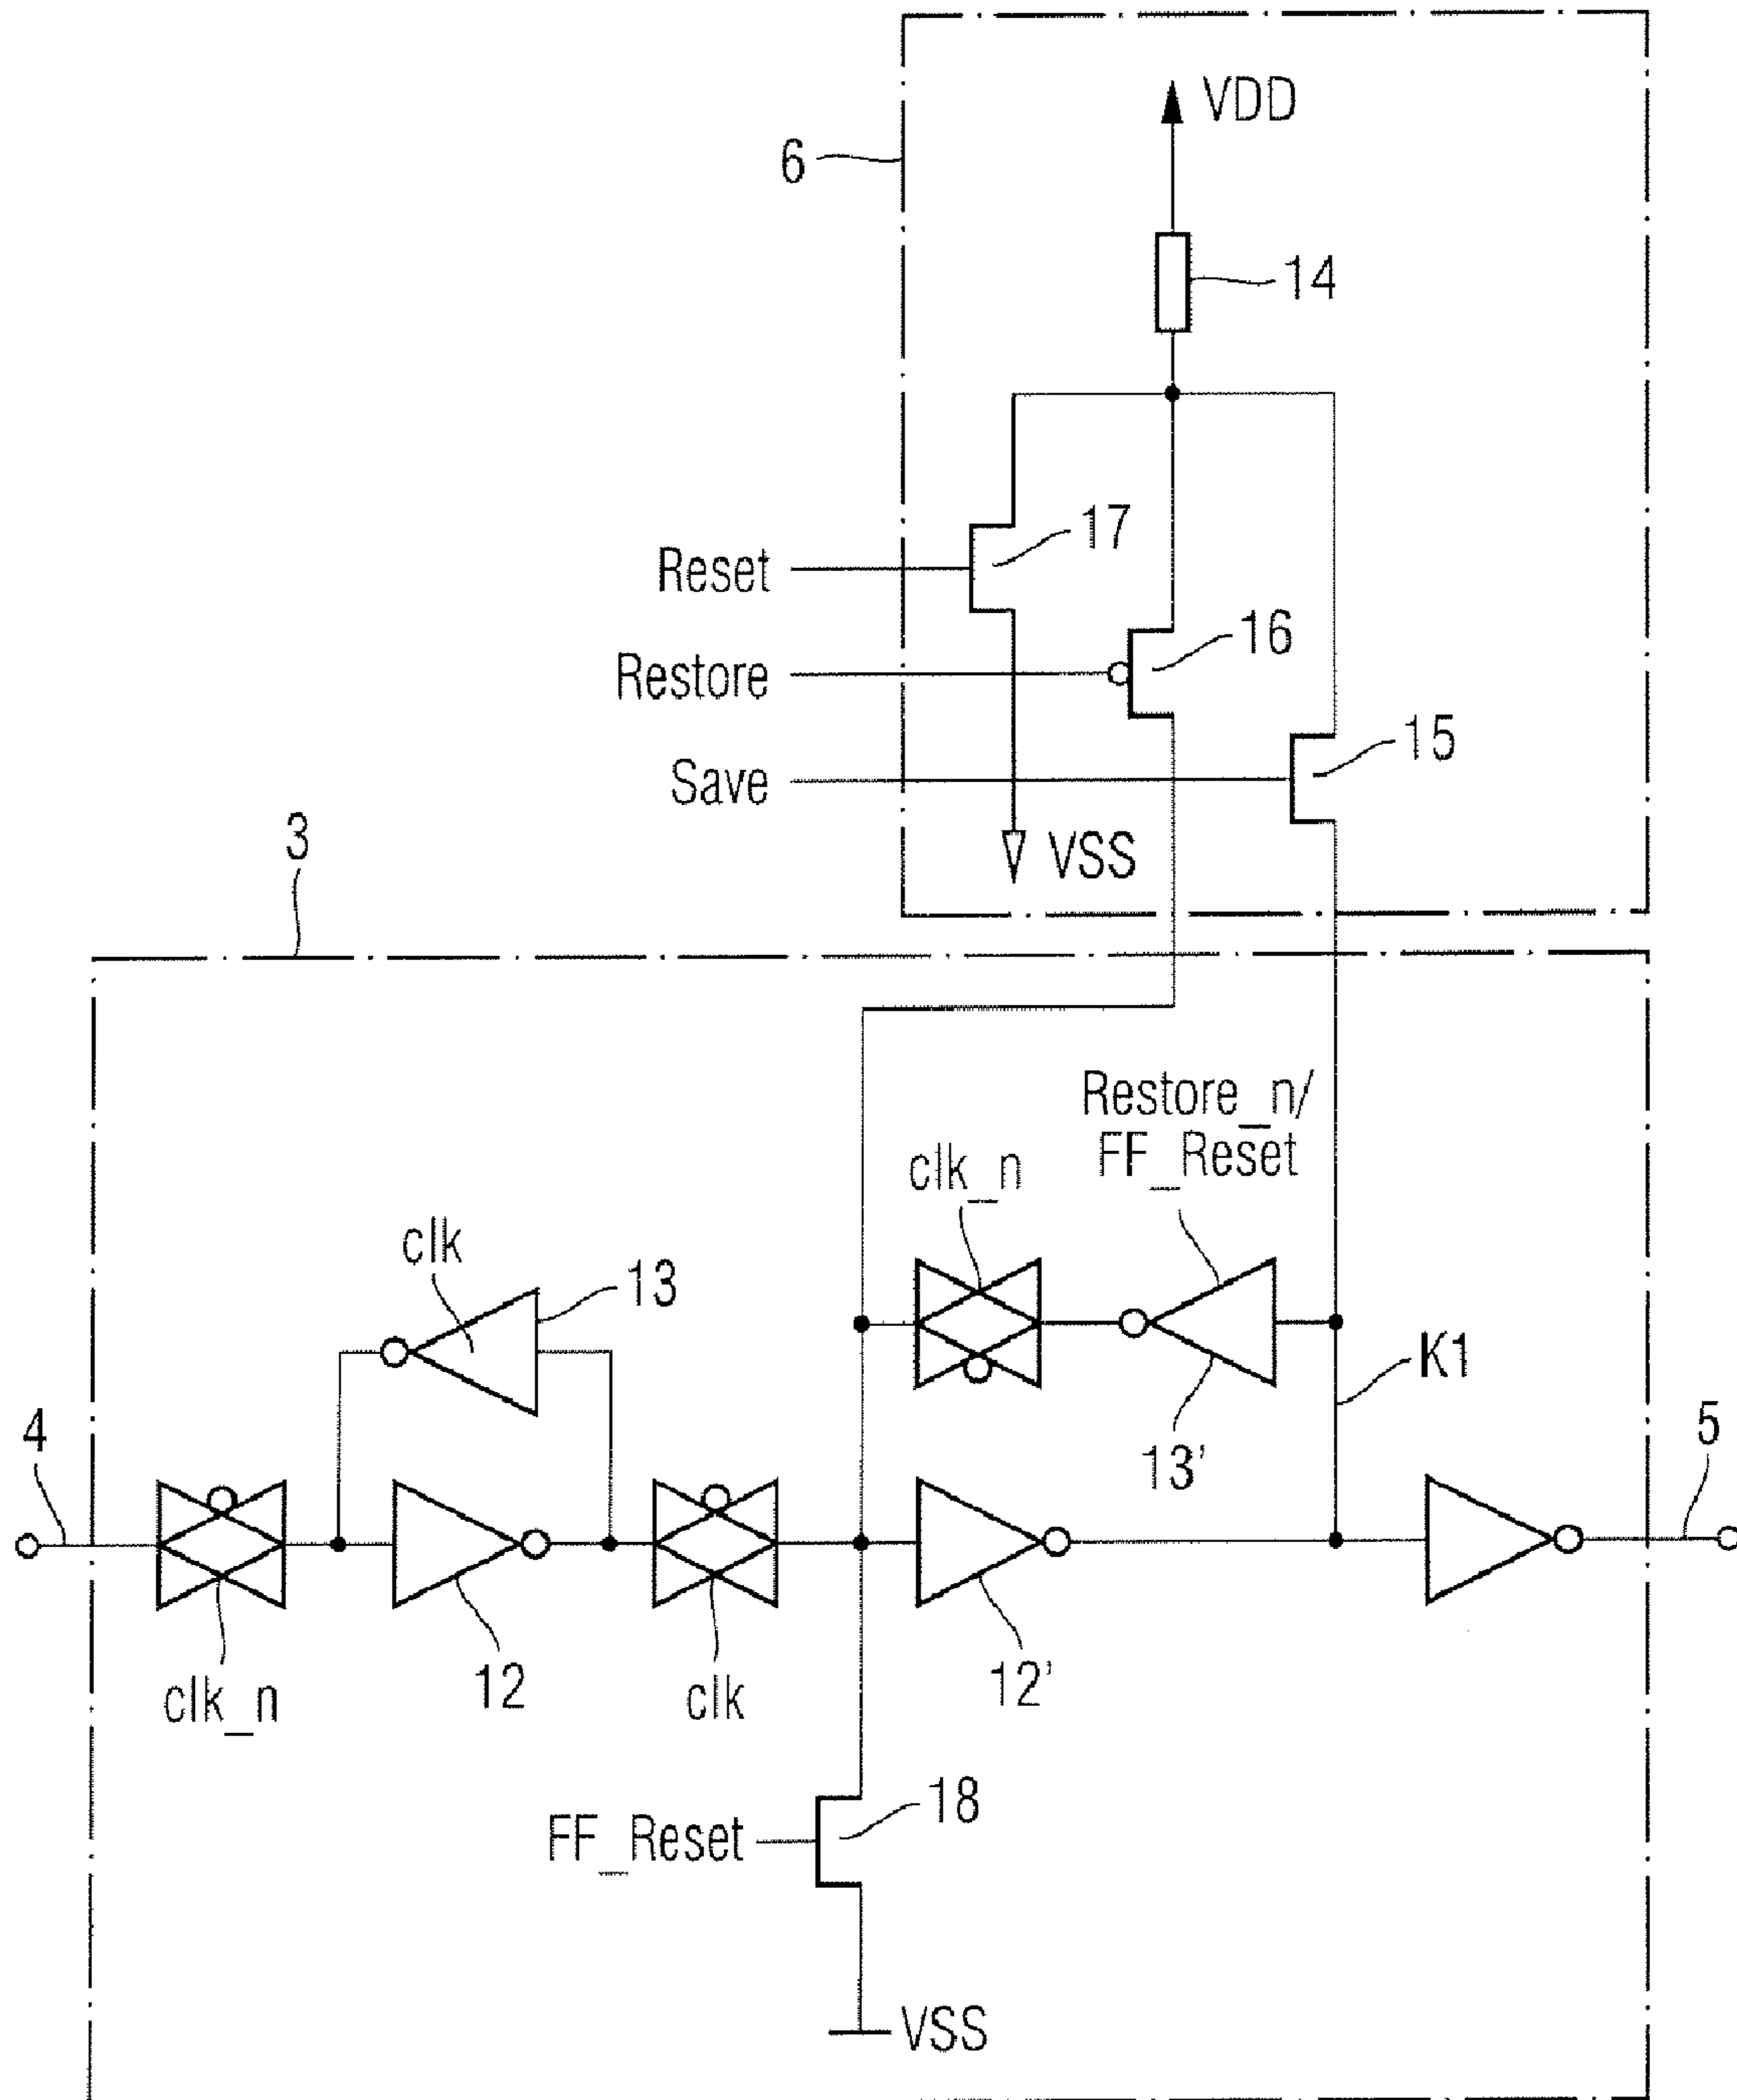 VDD
6
14
17
Reset
16
Restore
15
Save
VSS
3
Restore_n/
FF_Reset
clk_n
clk
13
K1
4
13'
5
12
clk_n
clk
12'
18
FF_Reset
VSS